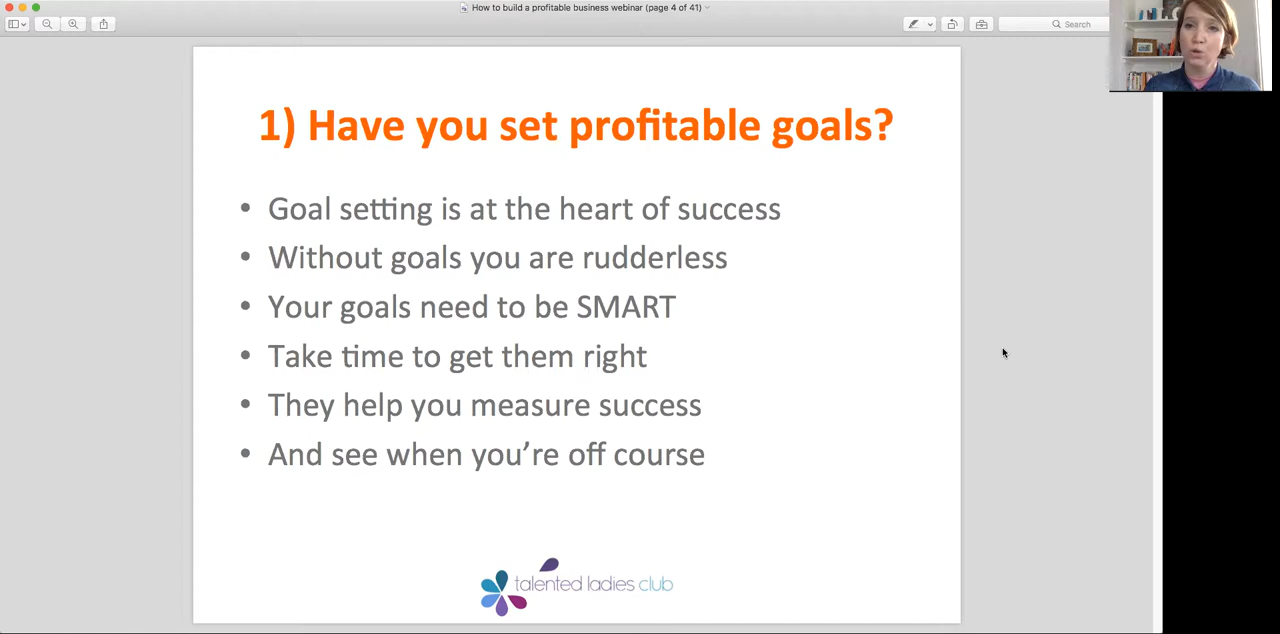 How to build a profitable business webinar (page 4 of 41)
Search
1) Have you set profitable goals?
• Goal setting is at the heart of success
• Without goals you are rudderless
• Your goals need to be SMART
• Take time to get them right
• They help you measure success
• And see when you’re off course
talented ladies club